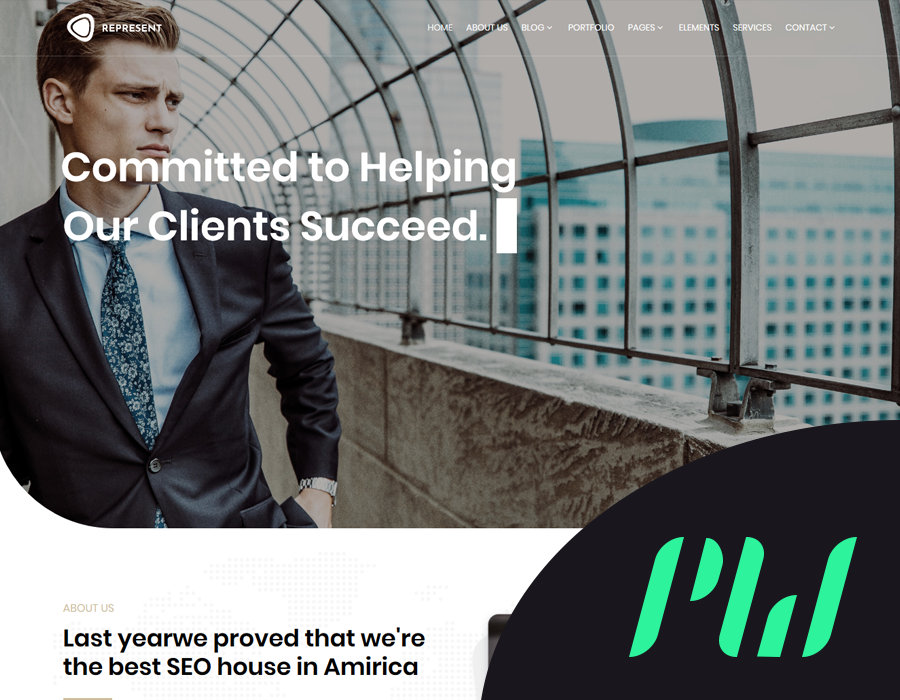 REPRESENT
HOME ABOUT US BLOG PORTFOLIO PAGES ELEMENTS SERVICES CONTACT
Committed to Helping
Our Clients Succeed.
ABOUT US
Last yearwe proved that we're
the best SEO house in Amirica
PW